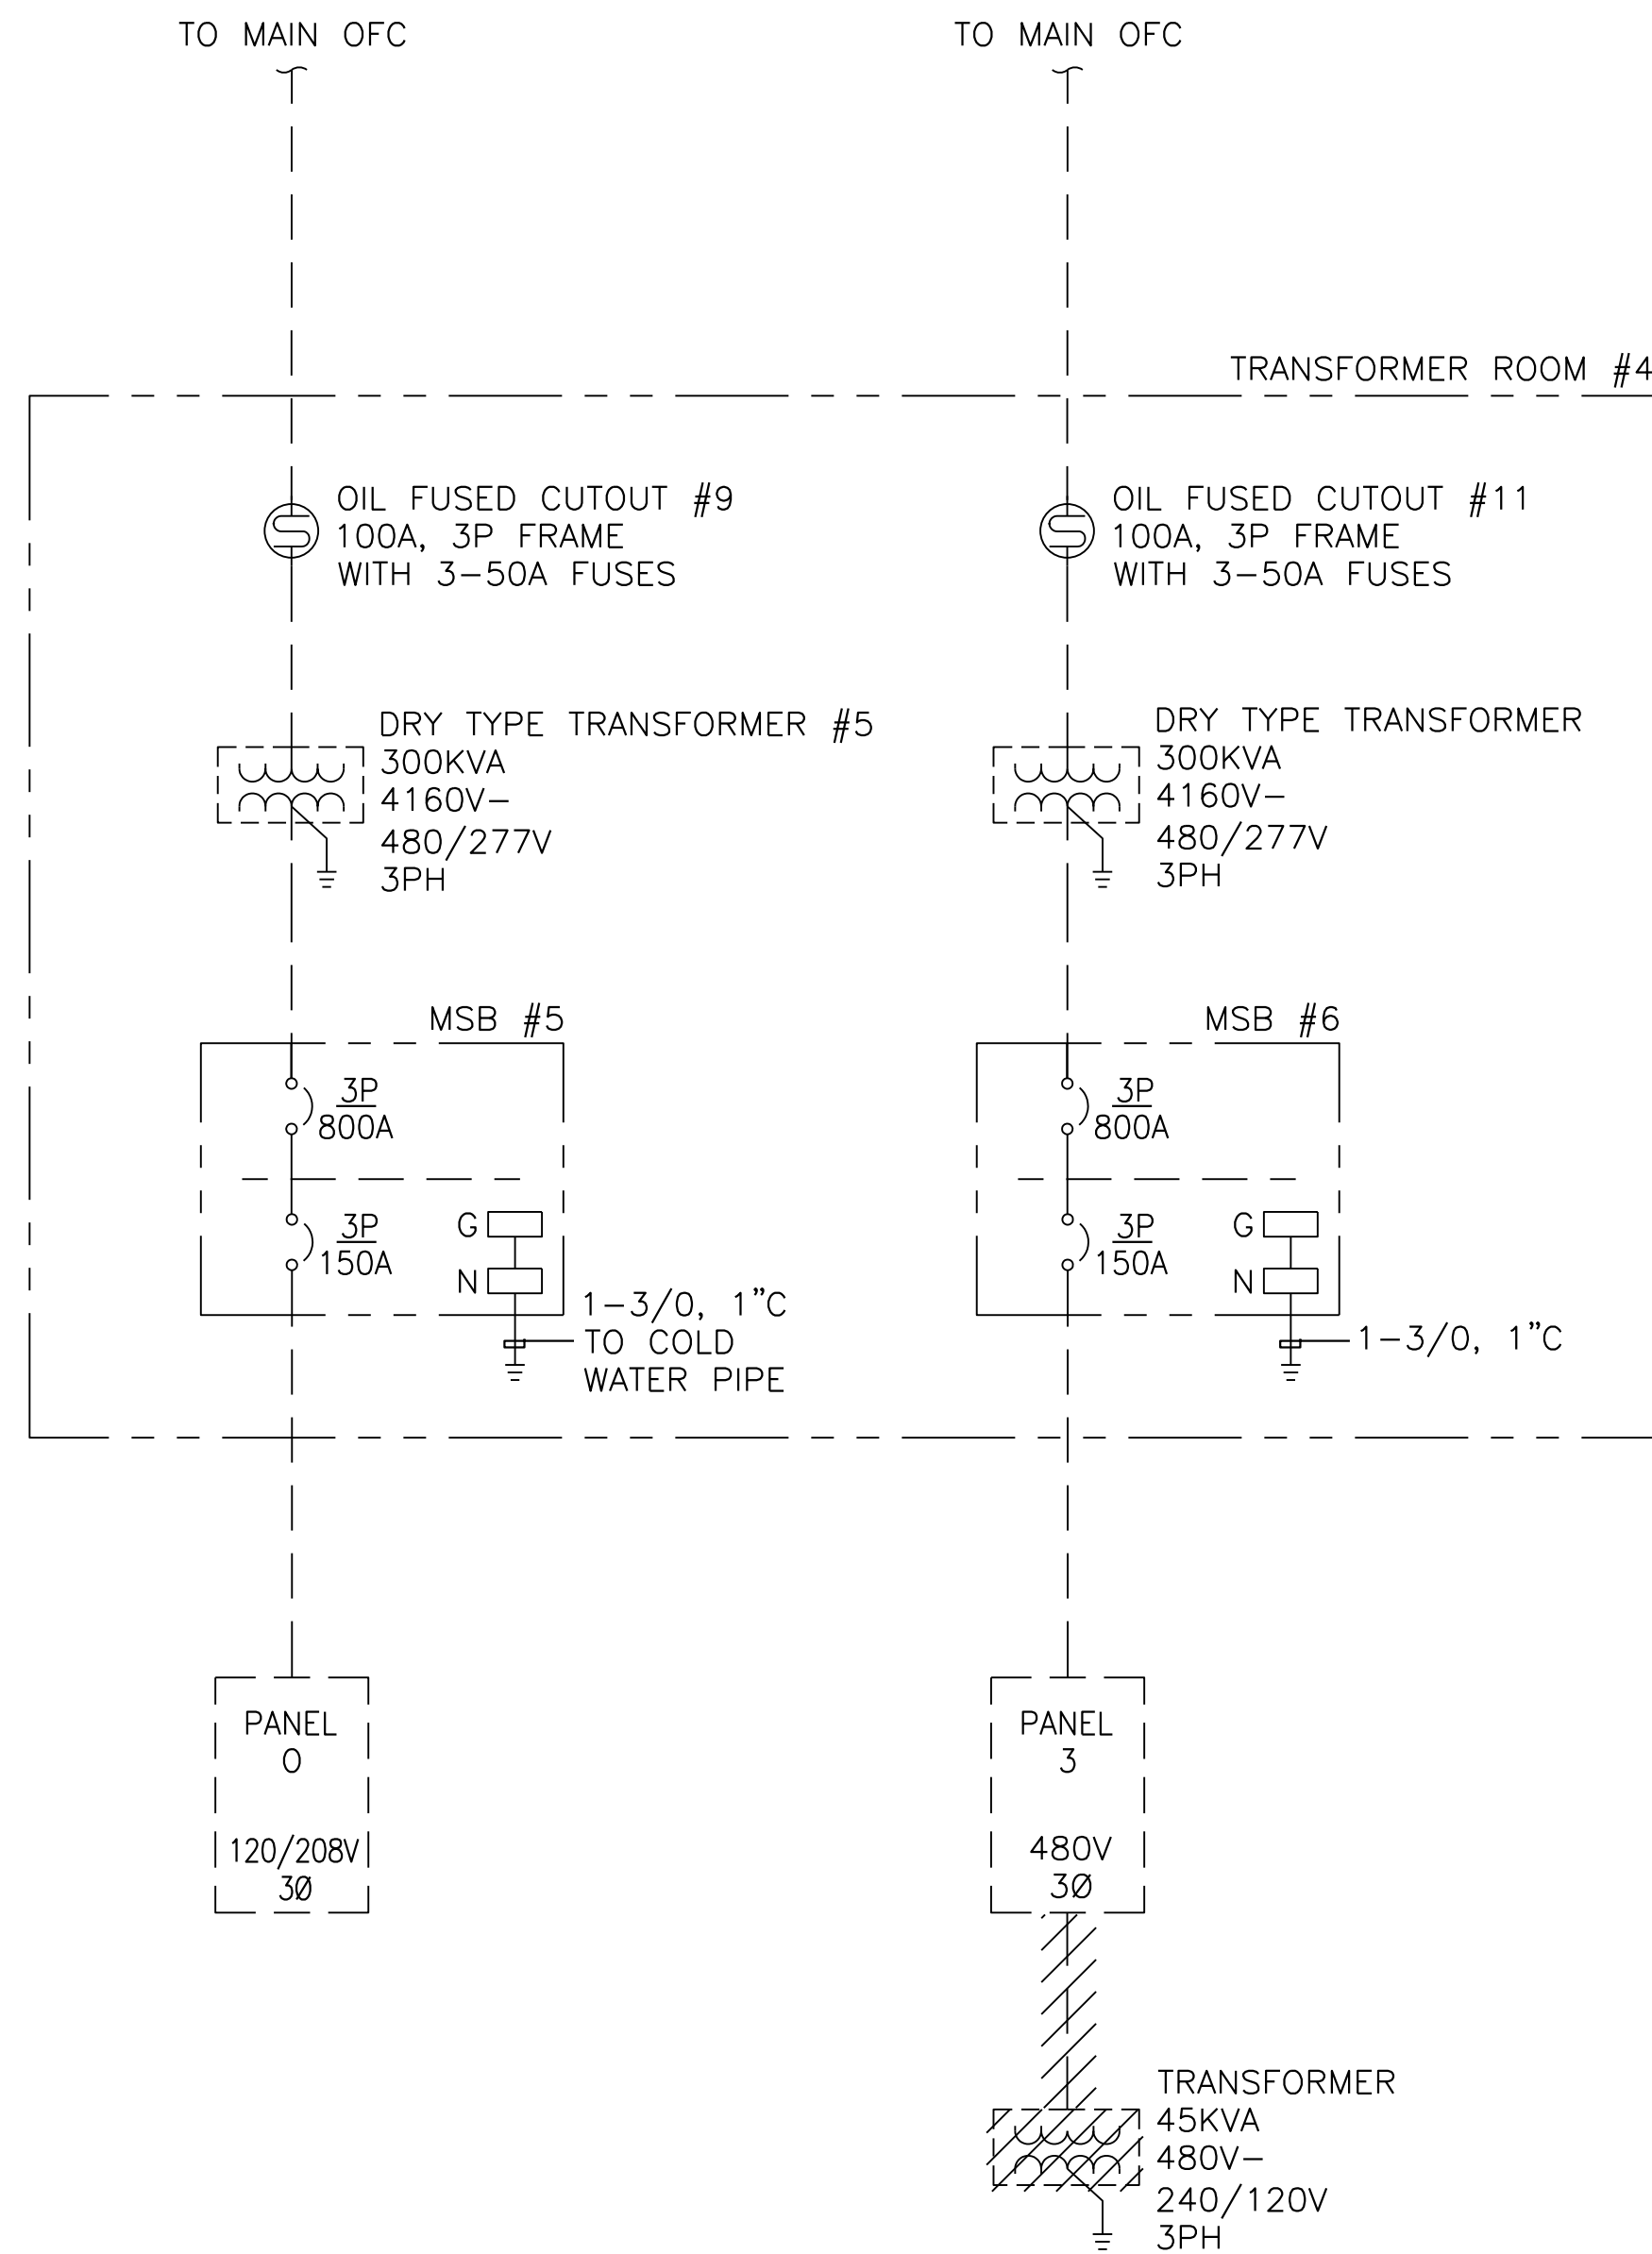 TO MAIN OFC
TO MAIN OFC
TRANSFORMER ROOM #4
OIL FUSED CUTOUT #9
100A, 3P FRAME
WITH 3-50A FUSES
OIL FUSED CUTOUT #11
100A, 3P FRAME
WITH 3-50A FUSES
DRY TYPE TRANSFORMER #5
300KVA
4160V-
480/277V
3PH
DRY TYPE TRANSFORMER
300KVA
4160V-
480/277V
3PH
MSB #5
3P
800A
3P
150A
G
N
1-3/0, 1"C
TO COLD
WATER PIPE
MSB #6
3P
800A
3P
150A
G
N
1-3/0, 1"C
PANEL
O
120/208V
3Ø
PANEL
3
480V
3Ø
TRANSFORMER
45KVA
480V-
240/120V
3PH